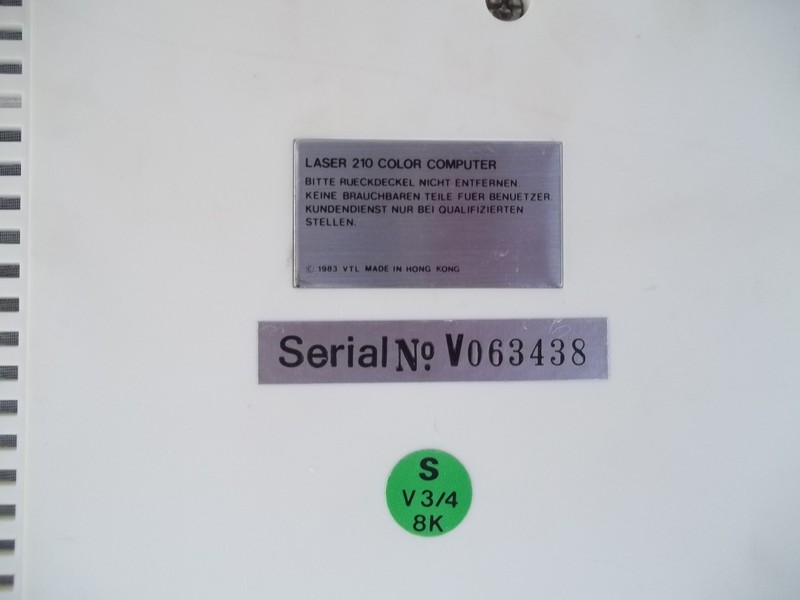 LASER 210 COLOR COMPUTER
BITTE RUECKDECKEL NICHT ENTFERNEN.
KEINE BRAUCHBAREN TEILE FUER BENUETZER.
KUNDENDIENST NUR BEI QUALIFIZIERTEN
STELLEN.
© 1983 VTL MADE IN HONG KONG
Serial No V063438
S
V 3/4
8K